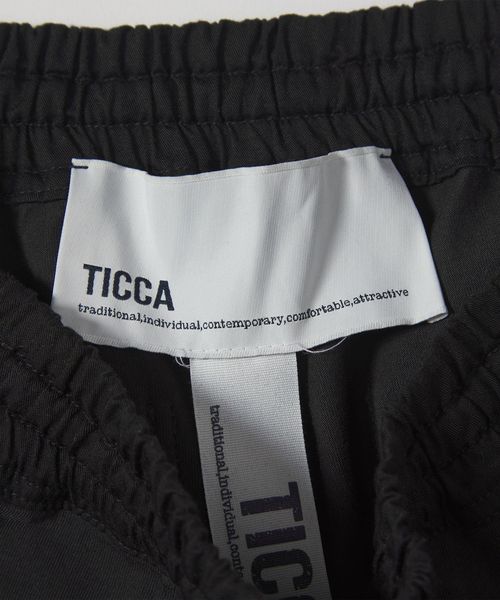 TICCA
traditional,individual,contemporary,comfortable,attractive
traditional,individual,conte
TICC